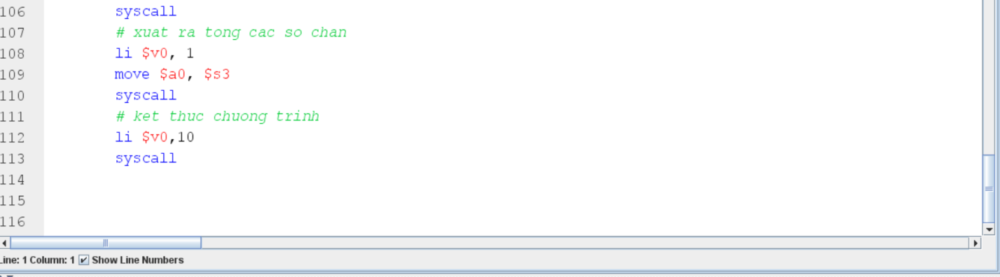 106 syscall
107 # xuat ra tong cac so chan
108 li $v0, 1
109 move $a0, $s3
110 syscall
111 # ket thuc chuong trinh
112 li $v0,10
113 syscall
114
115
116
Line: 1 Column: 1 Show Line Numbers